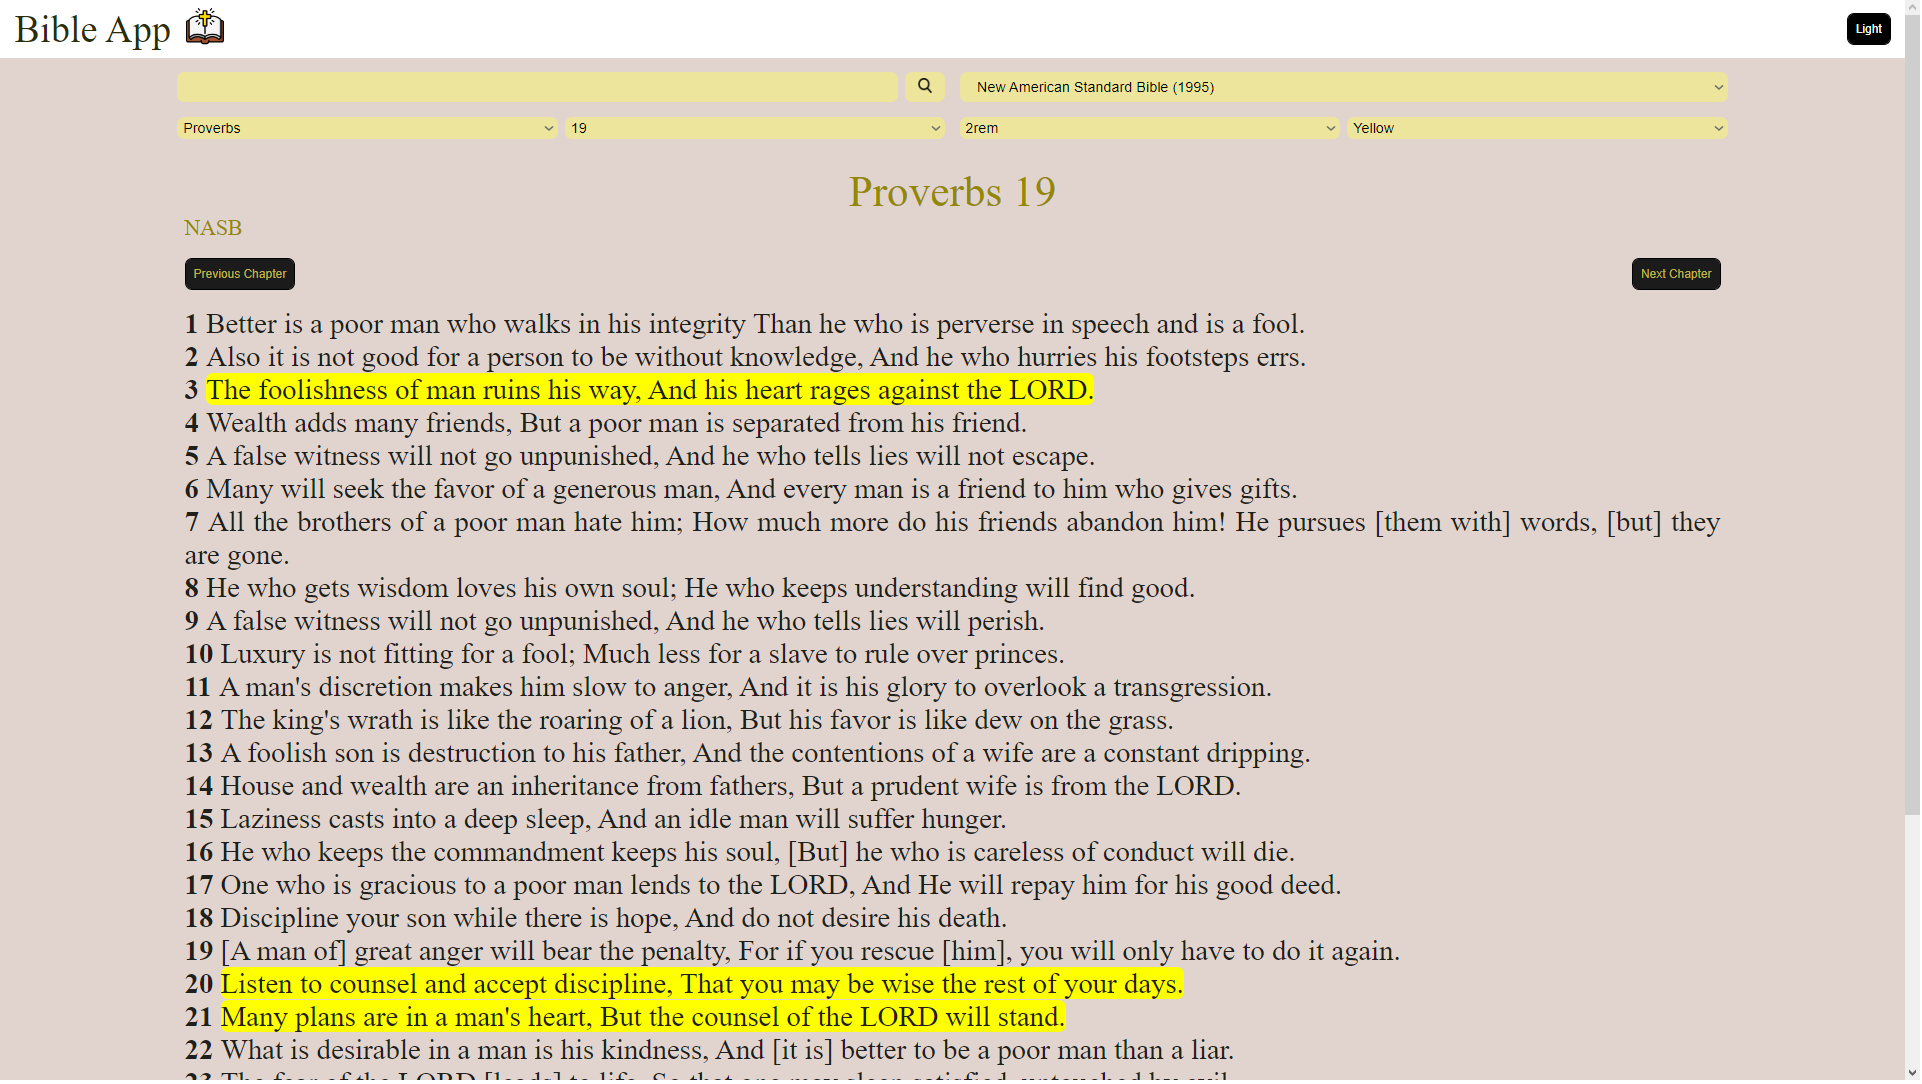 Bible App
Light
New American Standard Bible (1995)
Proverbs
19
2rem
Yellow
Proverbs 19
NASB
Previous Chapter
Next Chapter
1 Better is a poor man who walks in his integrity Than he who is perverse in speech and is a fool.
2 Also it is not good for a person to be without knowledge, And he who hurries his footsteps errs.
3 The foolishness of man ruins his way, And his heart rages against the LORD.
4 Wealth adds many friends, But a poor man is separated from his friend.
5 A false witness will not go unpunished, And he who tells lies will not escape.
6 Many will seek the favor of a generous man, And every man is a friend to him who gives gifts.
7 All the brothers of a poor man hate him; How much more do his friends abandon him! He pursues [them with] words, [but] they
are gone.
8 He who gets wisdom loves his own soul; He who keeps understanding will find good.
9 A false witness will not go unpunished, And he who tells lies will perish.
10 Luxury is not fitting for a fool; Much less for a slave to rule over princes.
11 A man's discretion makes him slow to anger, And it is his glory to overlook a transgression.
12 The king's wrath is like the roaring of a lion, But his favor is like dew on the grass.
13 A foolish son is destruction to his father, And the contentions of a wife are a constant dripping.
14 House and wealth are an inheritance from fathers, But a prudent wife is from the LORD.
15 Laziness casts into a deep sleep, And an idle man will suffer hunger.
16 He who keeps the commandment keeps his soul, [But] he who is careless of conduct will die.
17 One who is gracious to a poor man lends to the LORD, And He will repay him for his good deed.
18 Discipline your son while there is hope, And do not desire his death.
19 [A man of] great anger will bear the penalty, For if you rescue [him], you will only have to do it again.
20 Listen to counsel and accept discipline, That you may be wise the rest of your days.
21 Many plans are in a man's heart, But the counsel of the LORD will stand.
22 What is desirable in a man is his kindness, And [it is] better to be a poor man than a liar.
23 The fear of the LORD [leads] to life, So that one may sleep satisfied, untouched by evil.